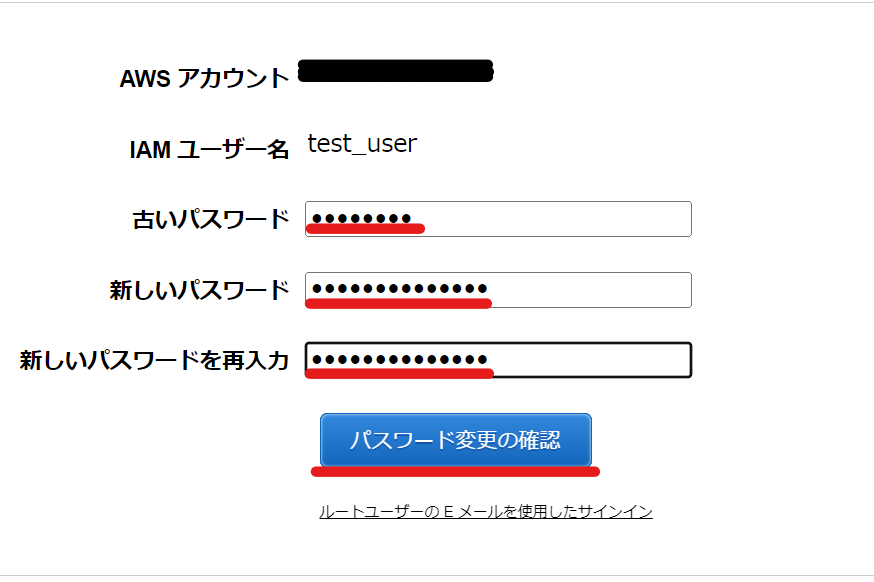 AWS アカウント
IAM ユーザー名 test_user
古いパスワード ••••••••
新しいパスワード ••••••••••••••
新しいパスワードを再入力 ••••••••••••••
パスワード変更の確認
ルートユーザーの E メールを使用したサインイン